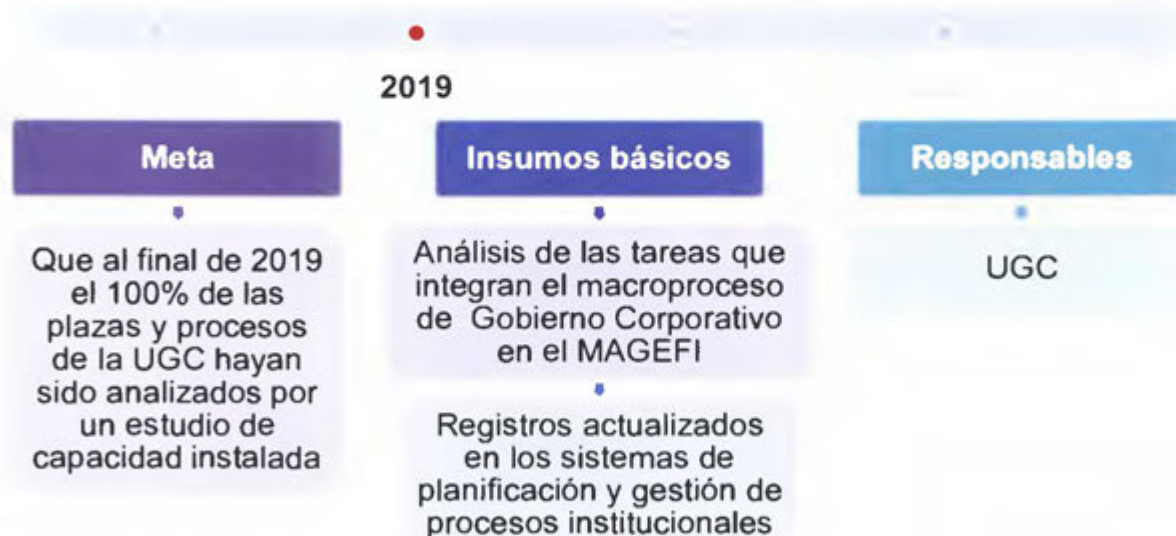 2019
Meta
Que al final de 2019
el 100% de las
plazas y procesos
de la UGC hayan
sido analizados por
un estudio de
capacidad instalada
Insumos básicos
Análisis de las tareas que
integran el macroproceso
de Gobierno Corporativo
en el MAGEFI
Registros actualizados
en los sistemas de
planificación y gestión de
procesos institucionales
Responsables
UGC